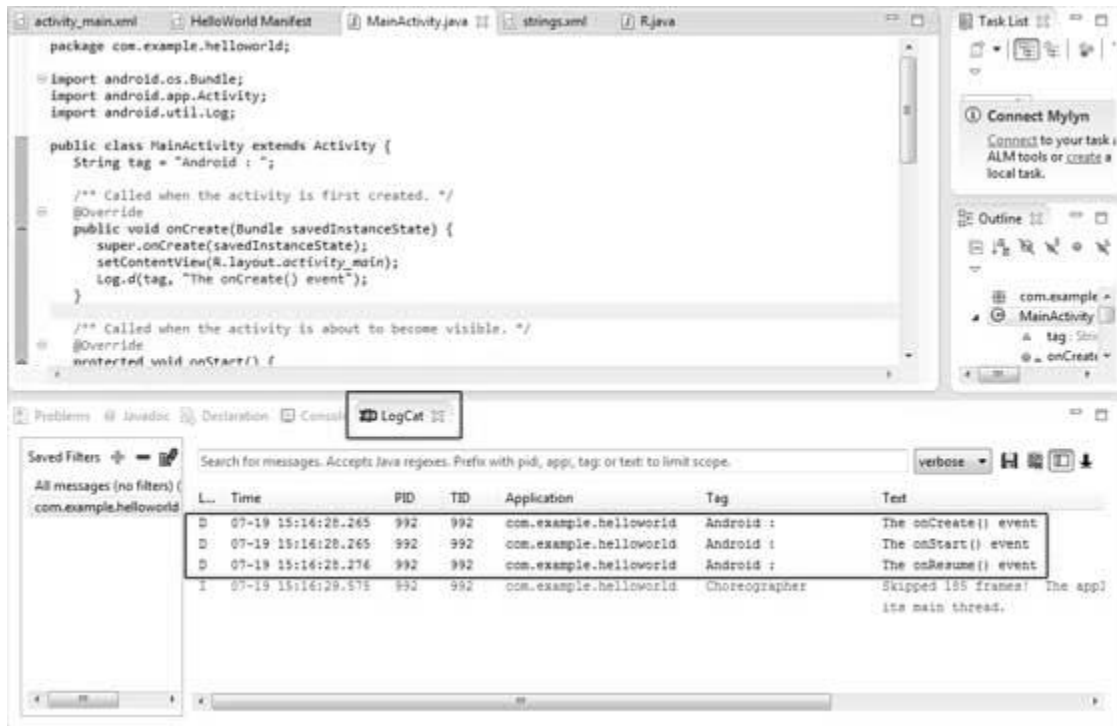 activity_main.xml HelloWorld Manifest MainActivity.java strings.xml R.java
package com.example.helloworld;
import android.os.Bundle;
import android.app.Activity;
import android.util.Log;
public class MainActivity extends Activity {
String tag = "Android : ";
/** Called when the activity is first created. */
@Override
public void onCreate(Bundle savedInstanceState) {
super.onCreate(savedInstanceState);
setContentView(R.layout.activity_main);
Log.d(tag, "The onCreate() event");
}
/** Called when the activity is about to become visible. */
@Override
protected void onStart() {
Task List
Connect Mylyn
Connect to your task
ALM tools or create a
local task.
Outline
com.example
MainActivity
tag : Stri
onCreate
Problems @ Javadoc Declaration Console LogCat
Saved Filters
All messages (no filters) (
com.example.helloworld
Search for messages. Accepts Java regexes. Prefix with pid:, app:, tag: or text: to limit scope.
verbose
L... Time PID TID Application Tag Text
D 07-19 15:16:28.265 992 992 com.example.helloworld Android : The onCreate() event
D 07-19 15:16:28.265 992 992 com.example.helloworld Android : The onStart() event
D 07-19 15:16:28.276 992 992 com.example.helloworld Android : The onResume() event
I 07-19 15:16:29.575 992 992 com.example.helloworld Choreographer Skipped 155 frames! The appl
its main thread.